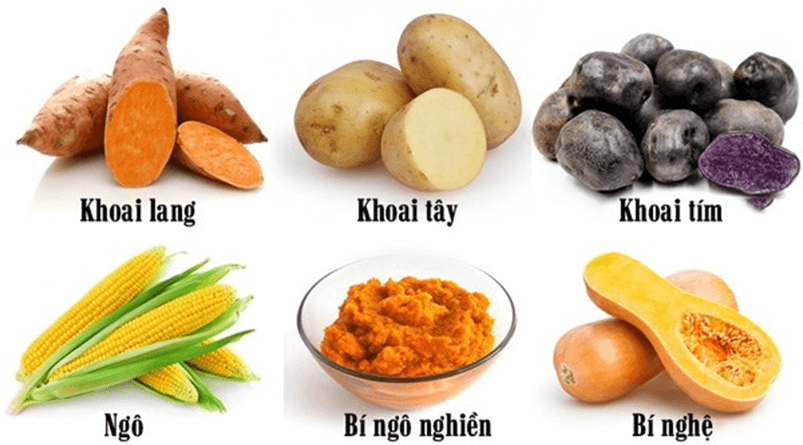 Khoai lang
Khoai tây
Khoai tím
Ngô
Bí ngô nghiền
Bí nghệ